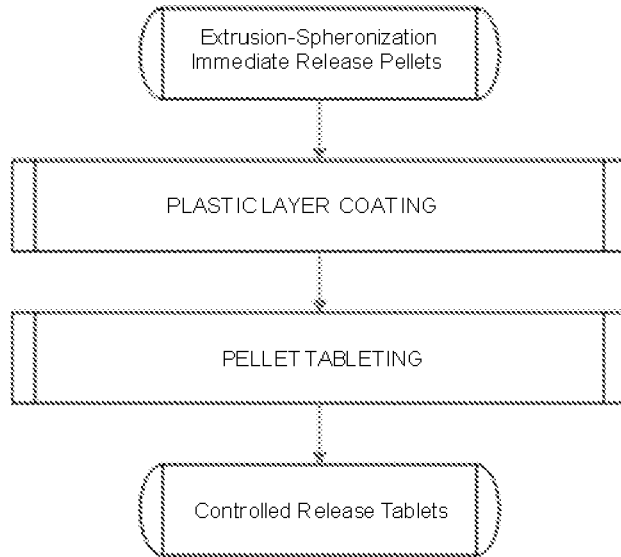 Extrusion-Spheronization
Immediate Release Pellets
PLASTIC LAYER COATING
PELLET TABLETING
Controlled Release Tablets